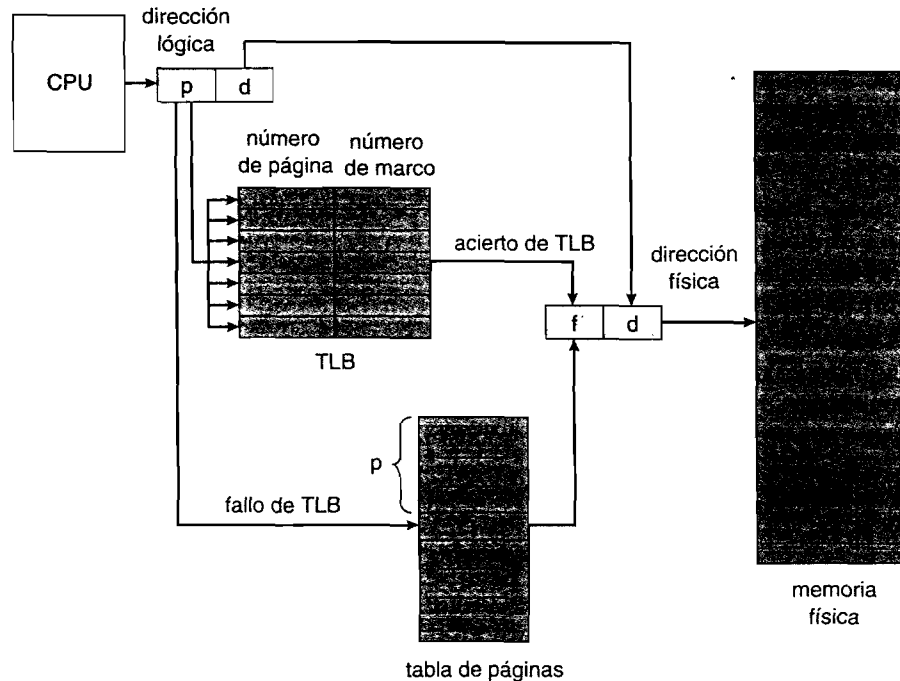 dirección
lógica
CPU
p
d
número
de página
número
de marco
acierto de TLB
dirección
física
f
d
TLB
p
fallo de TLB
memoria
física
tabla de páginas